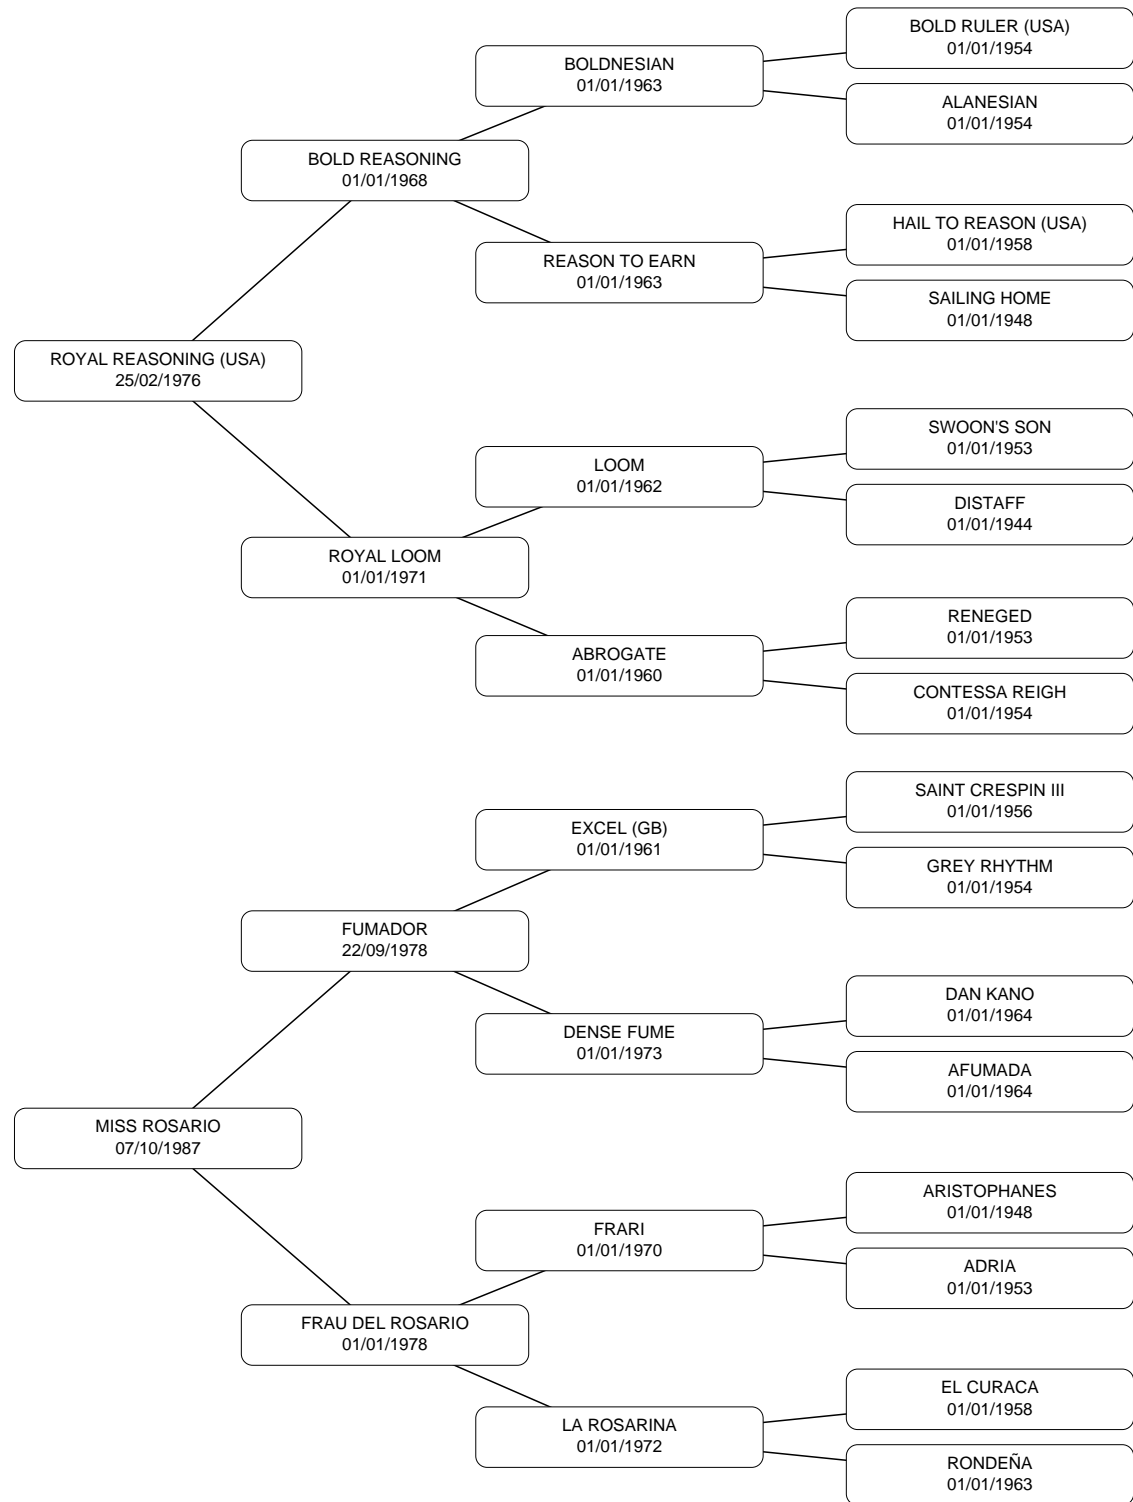 BOLD RULER (USA)
01/01/1954
BOLDNESIAN
01/01/1963
ALANESIAN
01/01/1954
BOLD REASONING
01/01/1968
HAIL TO REASON (USA)
01/01/1958
REASON TO EARN
01/01/1963
SAILING HOME
01/01/1948
ROYAL REASONING (USA)
25/02/1976
SWOON'S SON
01/01/1953
LOOM
01/01/1962
DISTAFF
01/01/1944
ROYAL LOOM
01/01/1971
RENEGED
01/01/1953
ABROGATE
01/01/1960
CONTESSA REIGH
01/01/1954
SAINT CRESPIN III
01/01/1956
EXCEL (GB)
01/01/1961
GREY RHYTHM
01/01/1954
FUMADOR
22/09/1978
DAN KANO
01/01/1964
DENSE FUME
01/01/1973
AFUMADA
01/01/1964
MISS ROSARIO
07/10/1987
ARISTOPHANES
01/01/1948
FRARI
01/01/1970
ADRIA
01/01/1953
FRAU DEL ROSARIO
01/01/1978
EL CURACA
01/01/1958
LA ROSARINA
01/01/1972
RONDEÑA
01/01/1963